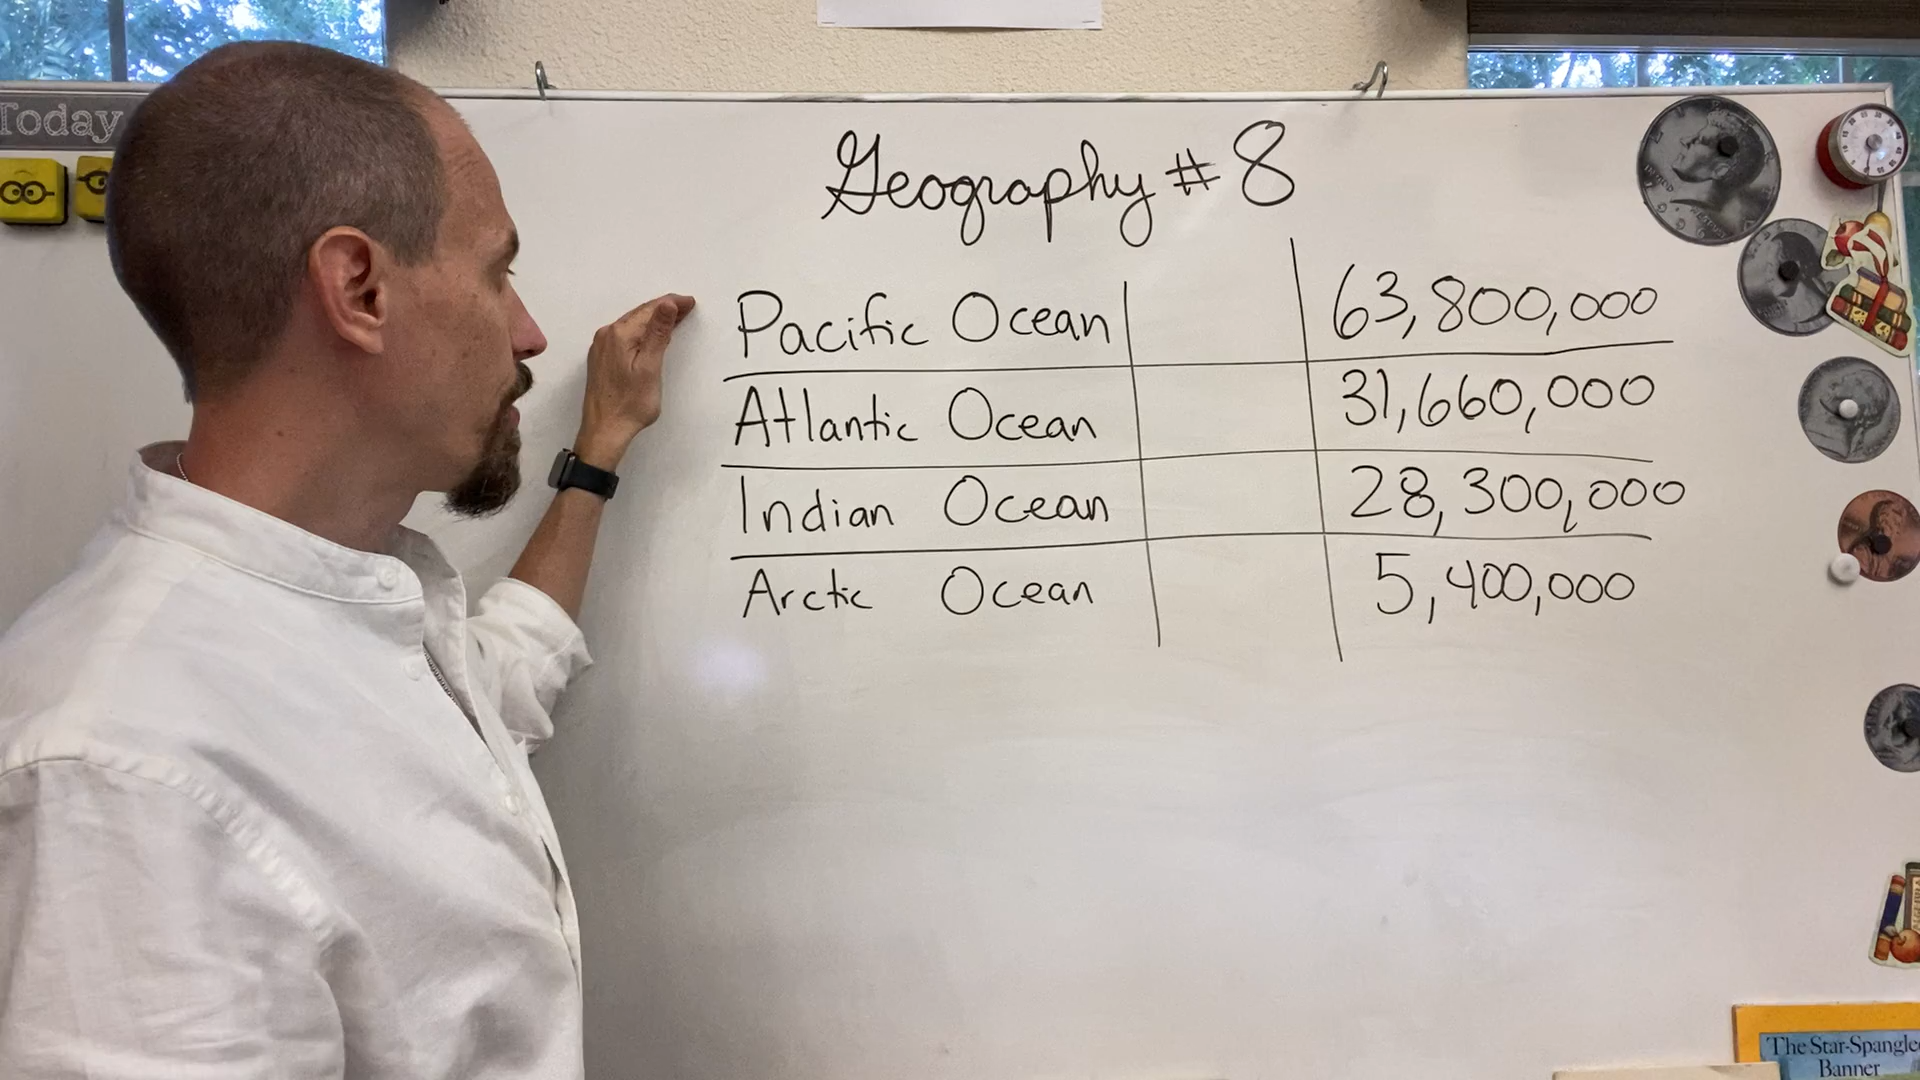 Today
Geography # 8
Pacific Ocean 63,800,000
Atlantic Ocean 31,660,000
Indian Ocean 28,300,000
Arctic Ocean 5,400,000
The Star-Spangle
Banner